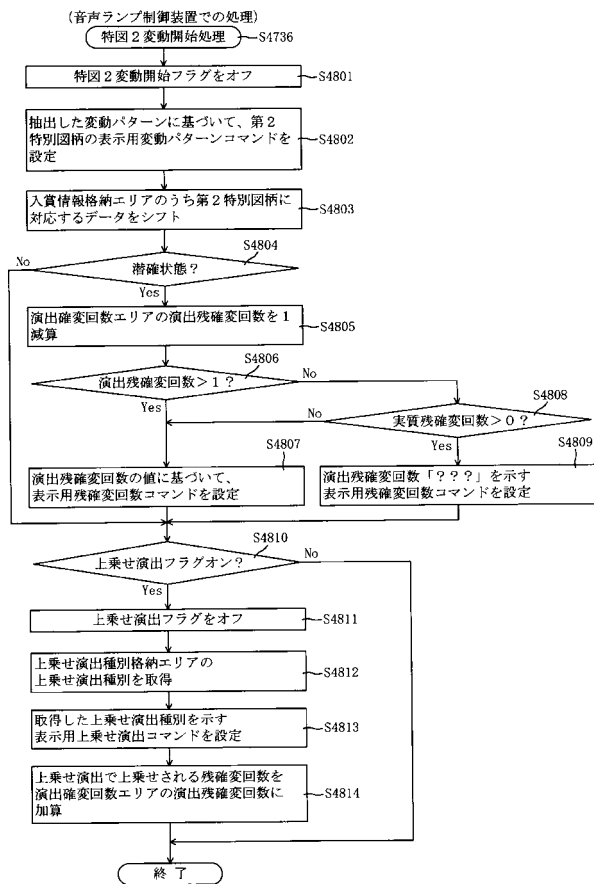 (音声ランプ制御装置での処理)
特図２変動開始処理
S4736
特図２変動開始フラグをオフ
S4801
抽出した変動パターンに基づいて、第２
特別図柄の表示用変動パターンコマンドを
設定
S4802
入賞情報格納エリアのうち第２特別図柄に
対応するデータをシフト
S4803
S4804
潜確状態？
No
Yes
演出確変回数エリアの演出残確変回数を１
減算
S4805
S4806
演出残確変回数＞１？
No
Yes
S4808
実質残確変回数＞０？
No
Yes
S4807
演出残確変回数の値に基づいて、
表示用残確変回数コマンドを設定
S4809
演出残確変回数「？？？」を示す
表示用残確変回数コマンドを設定
S4810
上乗せ演出フラグオン？
No
Yes
上乗せ演出フラグをオフ
S4811
上乗せ演出種別格納エリアの
上乗せ演出種別を取得
S4812
取得した上乗せ演出種別を示す
表示用上乗せ演出コマンドを設定
S4813
上乗せ演出で上乗せされる残確変回数を
演出確変回数エリアの演出残確変回数に
加算
S4814
終了